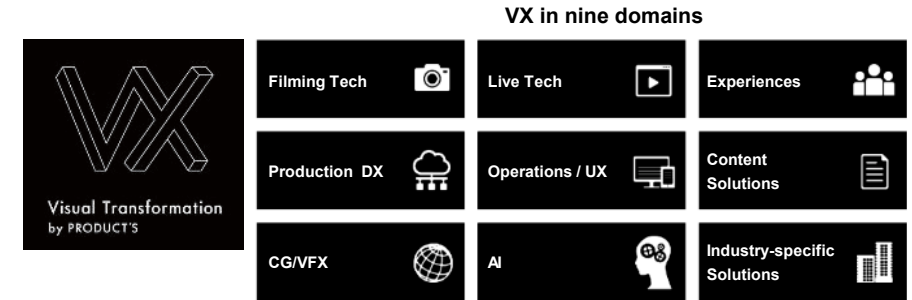 VX in nine domains
VX
Visual Transformation
by PRODUCT'S
Filming Tech
Live Tech
Experiences
Production DX
Operations / UX
Content
Solutions
CG/VFX
AI
Industry-specific
Solutions